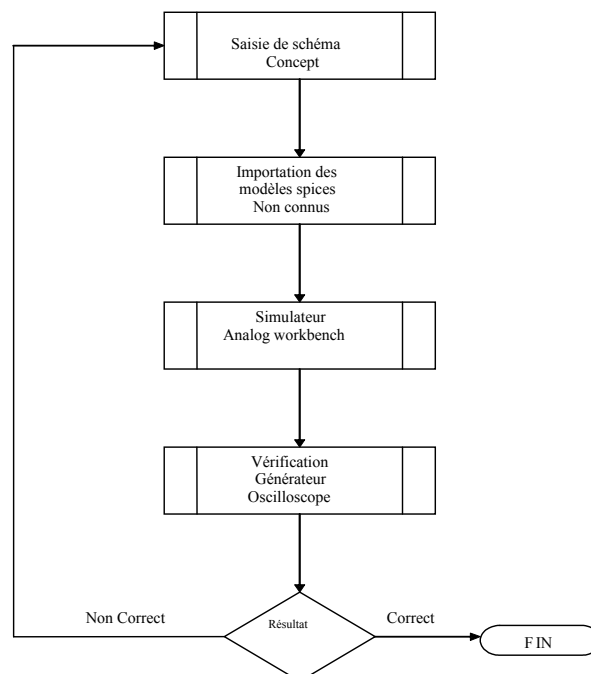 Saisie de schéma
Concept
Importation des
modèles spices
Non connus
Simulateur
Analog workbench
Vérification
Générateur
Oscilloscope
Non Correct
Résultat
Correct
F IN